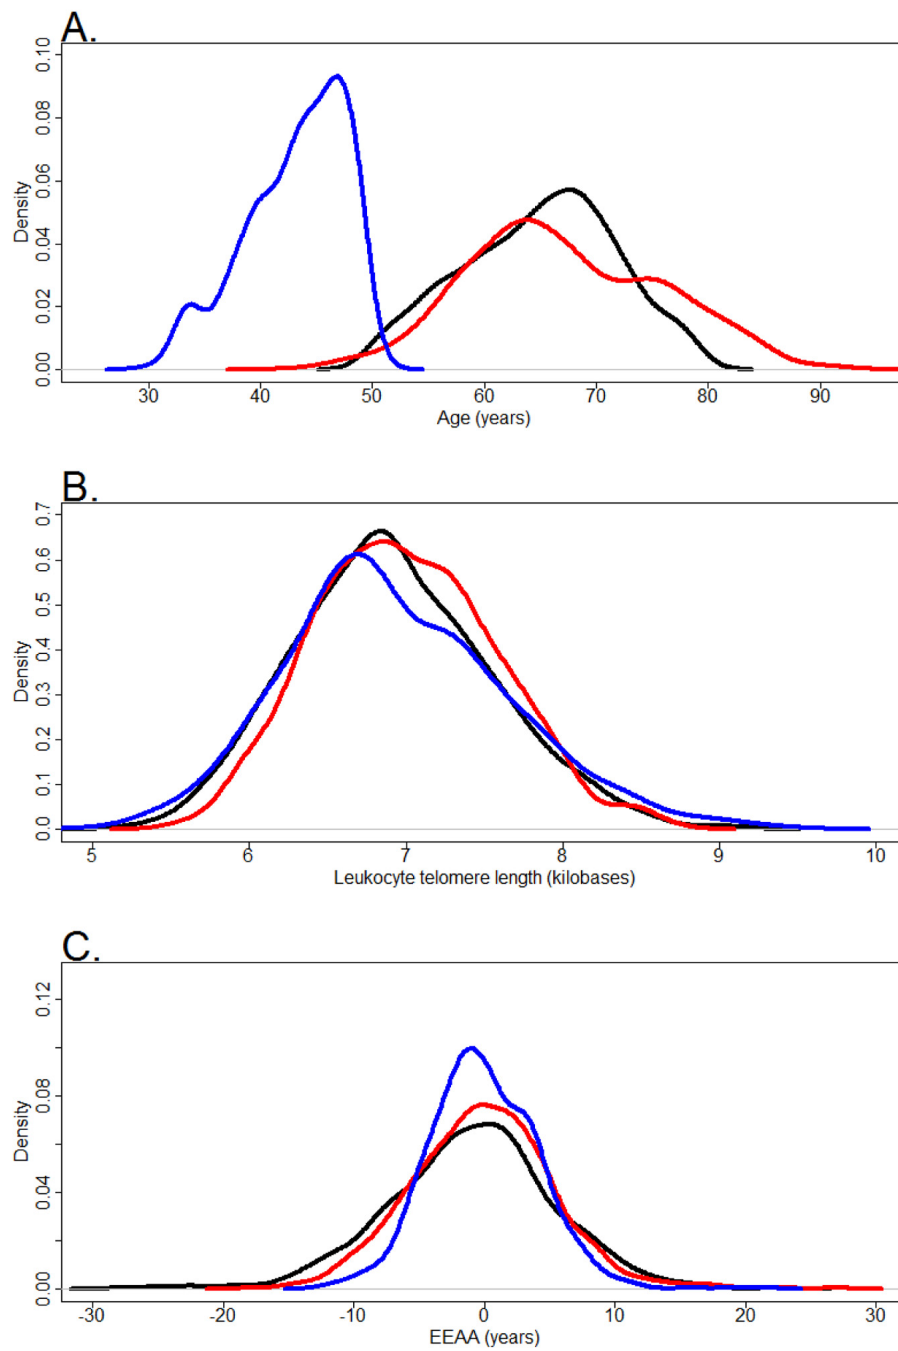 A.
0.10
0.08
0.06
0.04
0.02
0.00
Density
30 40 50 60 70 80 90
Age (years)
B.
0.7
0.6
0.5
0.4
0.3
0.2
0.1
0.0
Density
5 6 7 8 9 10
Leukocyte telomere length (kilobases)
C.
0.12
0.08
0.04
0.00
Density
-30 -20 -10 0 10 20 30
EEAA (years)